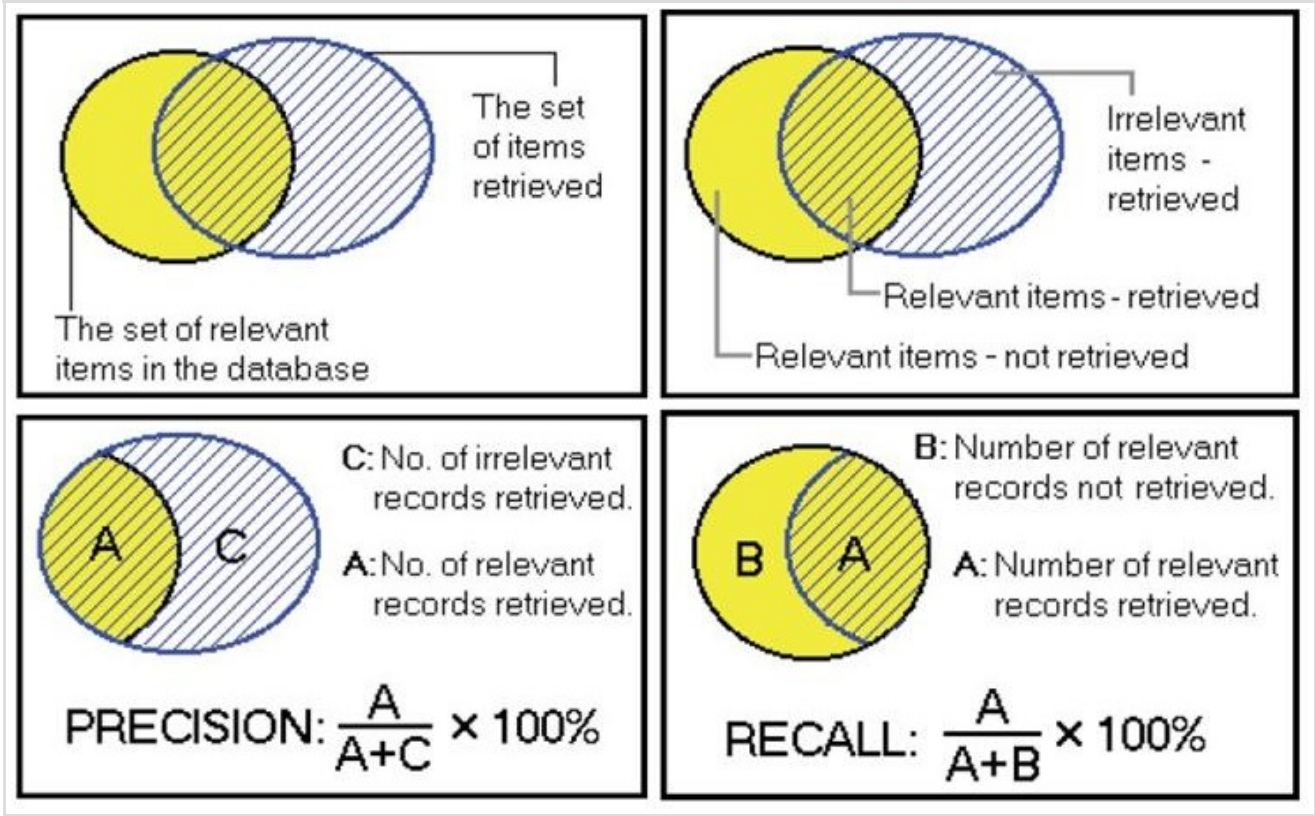 The set
of items
retrieved
The set of relevant
items in the database
Irrelevant
items -
retrieved
Relevant items - retrieved
Relevant items - not retrieved
C: No. of irrelevant
records retrieved.
A: No. of relevant
records retrieved.
A
C
PRECISION: A/A+C × 100%
B: Number of relevant
records not retrieved.
A: Number of relevant
records retrieved.
B
A
RECALL: A/A+B × 100%